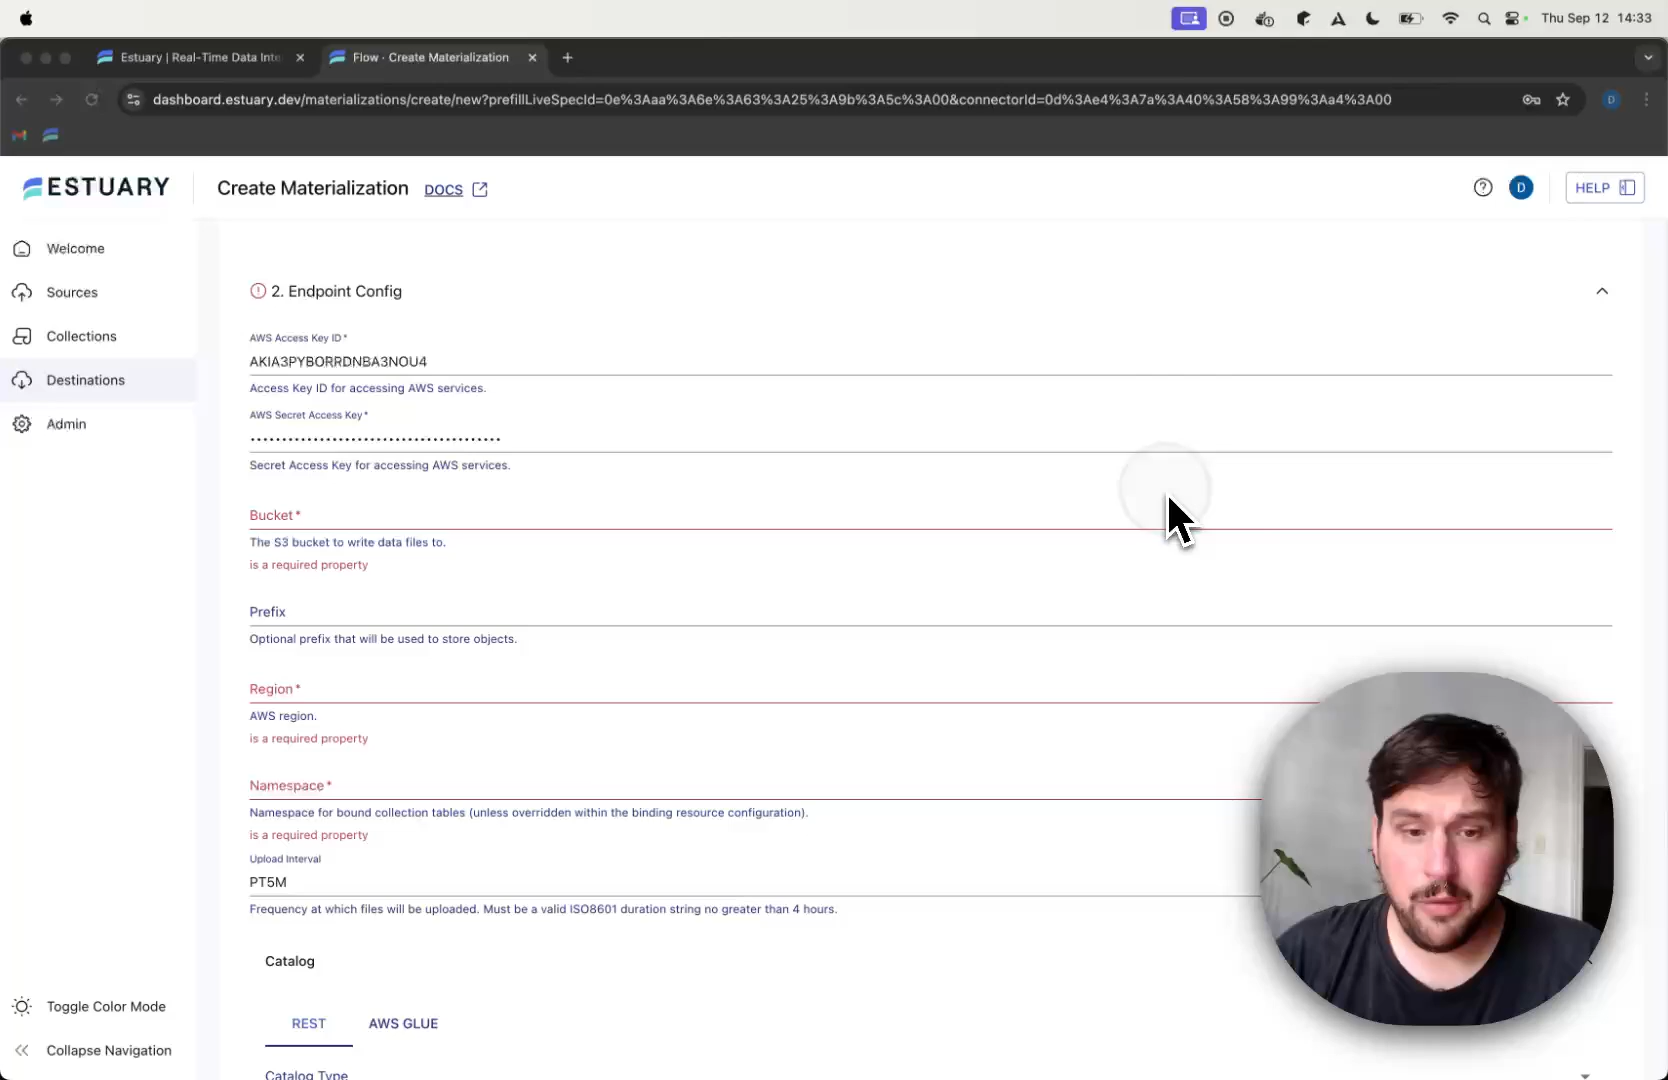 Thu Sep 12 14:33
Estuary | Real-Time Data Inte
Flow · Create Materialization
dashboard.estuary.dev/materializations/create/new?prefillLiveSpecId=0e%3Aaa%3A6e%3A63%3A25%3A9b%3A5c%3A00&connectorId=0d%3Ae4%3A7a%3A40%3A58%3A99%3Aa4%3A00
D
ESTUARY
Create Materialization
DOCS
D
HELP
Welcome
Sources
Collections
Destinations
Admin
Toggle Color Mode
Collapse Navigation
2. Endpoint Config
AWS Access Key ID*
AKIA3PYBORRDNBA3NOU4
Access Key ID for accessing AWS services.
AWS Secret Access Key*
Secret Access Key for accessing AWS services.
Bucket*
The S3 bucket to write data files to.
is a required property
Prefix
Optional prefix that will be used to store objects.
Region*
AWS region.
is a required property
Namespace*
Namespace for bound collection tables (unless overridden within the binding resource configuration).
is a required property
Upload Interval
PT5M
Frequency at which files will be uploaded. Must be a valid ISO8601 duration string no greater than 4 hours.
Catalog
REST
AWS GLUE
Catalog Type